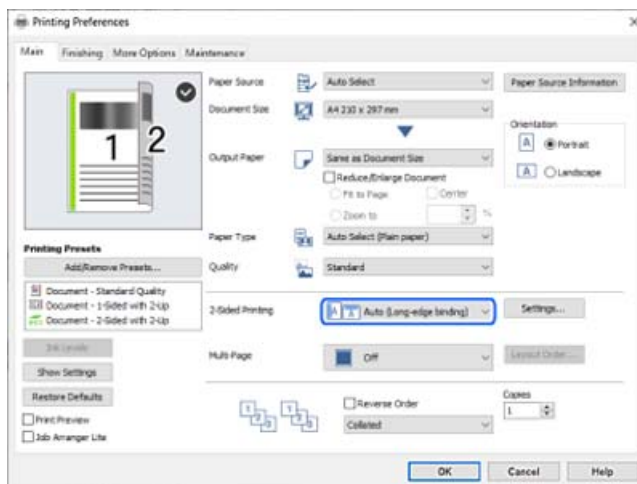 Printing Preferences
Main Finishing More Options Maintenance
1 2
Paper Source Auto Select Paper Source Information
Document Size A4 210 x 297 mm
Orientation
A Portrait
A Landscape
Output Paper Same as Document Size
Reduce/Enlarge Document
Fit to Page Center
Zoom to %
Paper Type Auto Select (Plain paper)
Quality Standard
Printing Presets
Add/Remove Presets...
Document - Standard Quality
Document - 1-Sided with 2-Up
Document - 2-Sided with 2-Up
2-Sided Printing Auto (Long-edge binding) Settings...
Ink Levels
Multi-Page Off Layout Order...
Show Settings
Restore Defaults
Print Preview
Job Arranger Lite
Reverse Order
Collated
Copies
1
OK Cancel Help